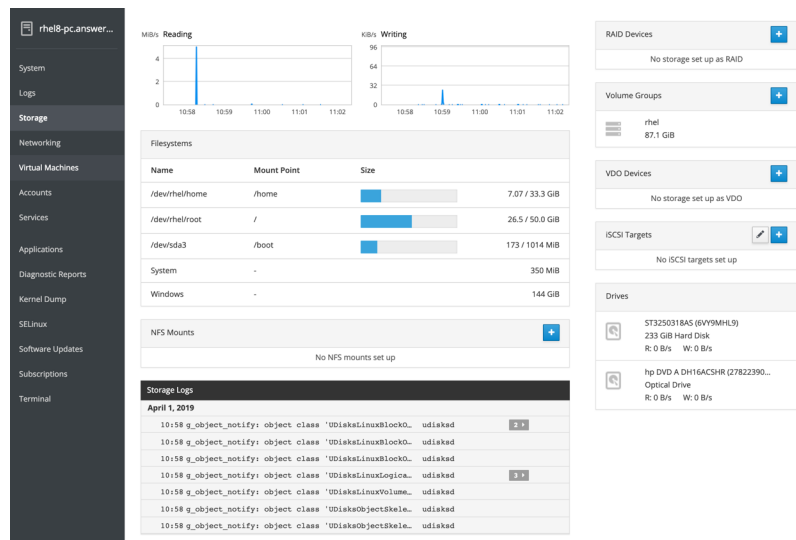 rhel8-pc.answer...
System
Logs
Storage
Networking
Virtual Machines
Accounts
Services
Applications
Diagnostic Reports
Kernel Dump
SELinux
Software Updates
Subscriptions
Terminal
MiB/s Reading
4
2
0
10:58 10:59 11:00 11:01 11:02
KiB/s Writing
96
64
32
0
10:58 10:59 11:00 11:01 11:02
Filesystems
Name Mount Point Size
/dev/rhel/home /home 7.07 / 33.3 GiB
/dev/rhel/root / 26.5 / 50.0 GiB
/dev/sda3 /boot 173 / 1014 MiB
System - 350 MiB
Windows - 144 GiB
NFS Mounts
No NFS mounts set up
Storage Logs
April 1, 2019
10:58 g_object_notify: object class 'UDisksLinuxBlockO… udisksd 2
10:58 g_object_notify: object class 'UDisksLinuxBlockO… udisksd
10:58 g_object_notify: object class 'UDisksLinuxBlockO… udisksd
10:58 g_object_notify: object class 'UDisksLinuxLogica… udisksd 3
10:58 g_object_notify: object class 'UDisksLinuxVolume… udisksd
10:58 g_object_notify: object class 'UDisksObjectSkele… udisksd
10:58 g_object_notify: object class 'UDisksObjectSkele… udisksd
RAID Devices
No storage set up as RAID
Volume Groups
rhel
87.1 GiB
VDO Devices
No storage set up as VDO
iSCSI Targets
No iSCSI targets set up
Drives
ST3250318AS (6VY9MHL9)
233 GiB Hard Disk
R: 0 B/s W: 0 B/s
hp DVD A DH16ACSHR (27822390...
Optical Drive
R: 0 B/s W: 0 B/s